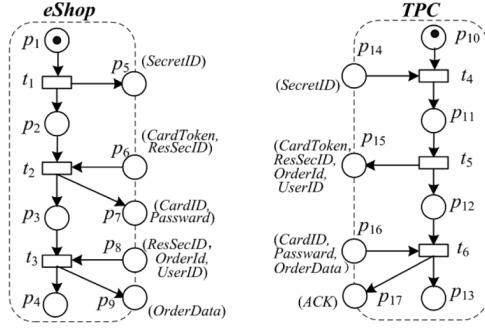 eShop
p1
t1
p5
(SecretID)
p2
p6
(CardToken,
ResSecID)
t2
p7
(CardID,
Passward)
p3
p8
(ResSecID,
OrderId,
UserID)
t3
p4
p9
(OrderData)
TPC
p10
p14
(SecretID)
t4
p11
(CardToken,
ResSecID,
OrderId,
UserID)
p15
t5
p12
p16
(CardID,
Passward,
OrderData)
t6
(ACK)
p17
p13